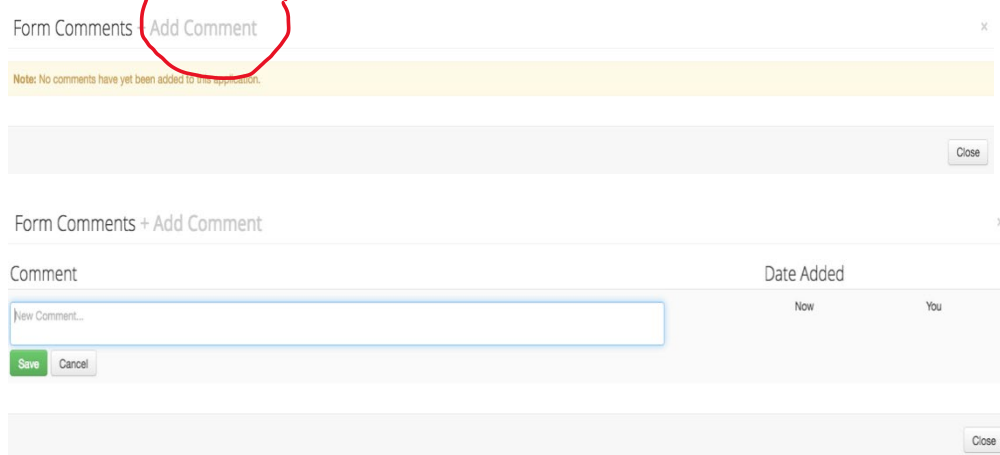 Form Comments + Add Comment
x
Note: No comments have yet been added to this application.
Close
Form Comments + Add Comment
x
Comment Date Added
New Comment... Now You
Save Cancel
Close